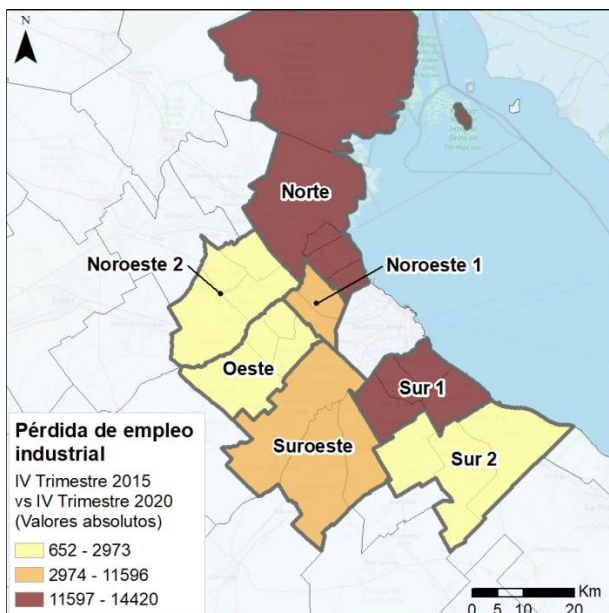 N
Norte
Noroeste 2
Noroeste 1
Oeste
Sur 1
Suroeste
Sur 2
Pérdida de empleo
industrial
IV Trimestre 2015
vs IV Trimestre 2020
(Valores absolutos)
652 - 2973
2974 - 11596
11597 - 14420
Km
0 5 10 20